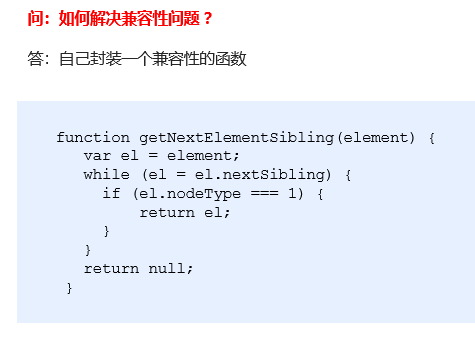 问：如何解决兼容性问题？
答：自己封装一个兼容性的函数
function getNextElementSibling(element) {
var el = element;
while (el = el.nextSibling) {
if (el.nodeType === 1) {
return el;
}
}
return null;
}